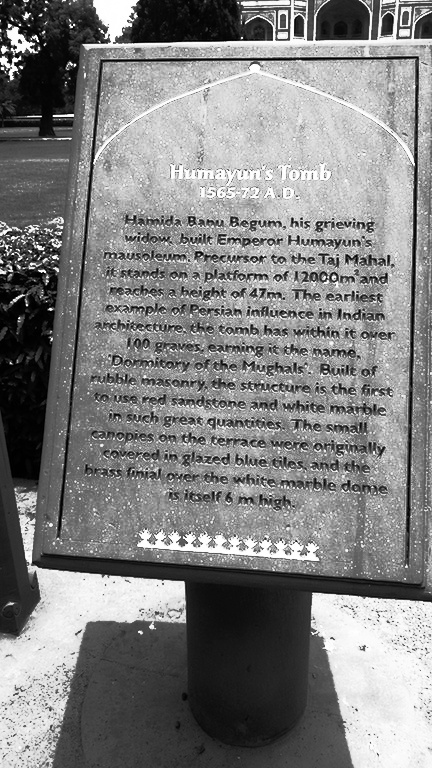 Humayun's Tomb
1565-72 A.D.
Hamida Banu Begum, his grieving
widow, built Emperor Humayun's
mausoleum. Precursor to the Taj Mahal,
it stands on a platform of 12000m² and
reaches a height of 47m. The earliest
example of Persian influence in Indian
architecture, the tomb has within it over
100 graves, earning it the name,
'Dormitory of the Mughals'. Built of
rubble masonry, the structure is the first
to use red sandstone and white marble
in such great quantities. The small
canopies on the terrace were originally
covered in glazed blue tiles, and the
brass finial over the white marble dome
is itself 6 m high.